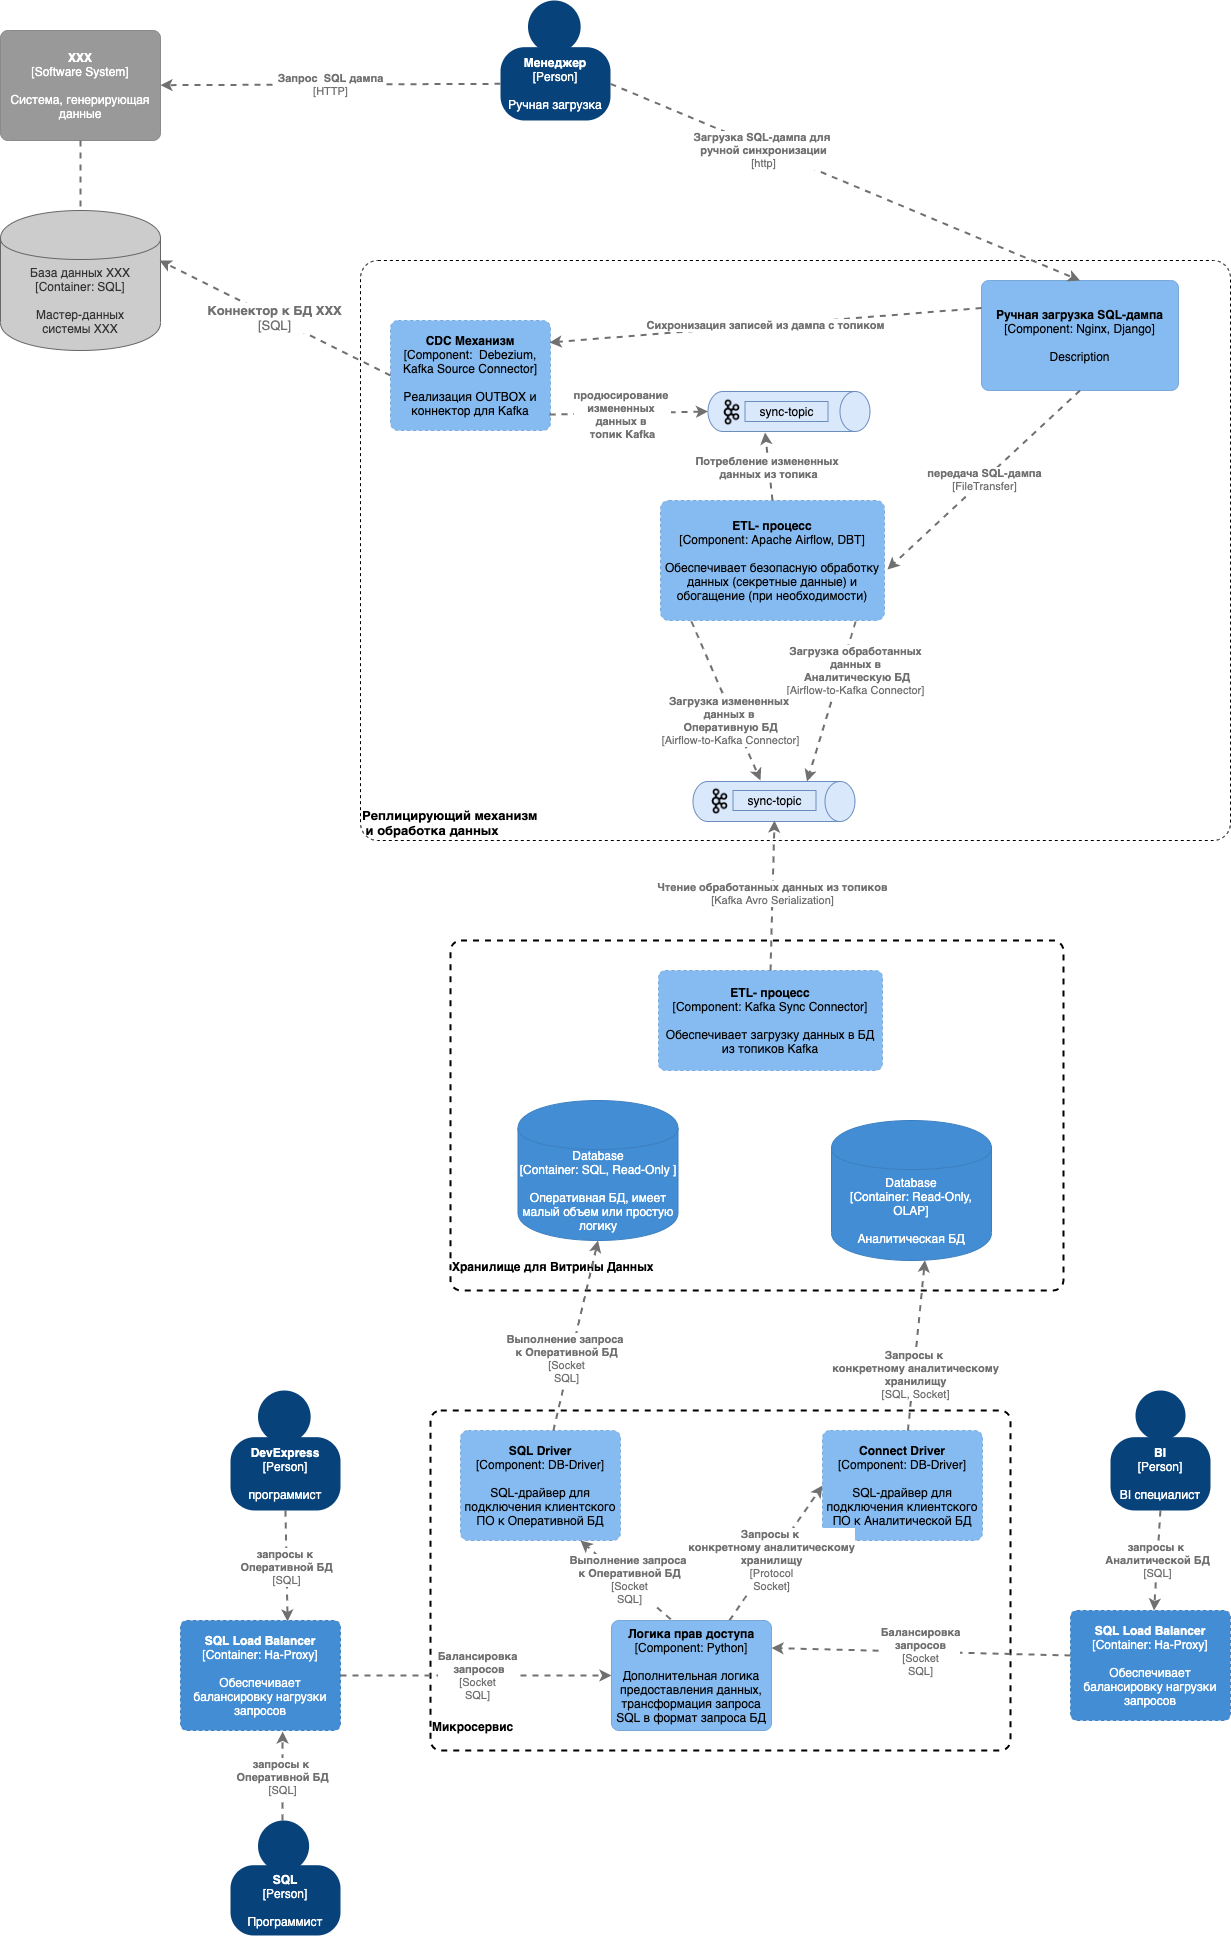 Менеджер
[Person]
Ручная загрузка
XXX
[Software System]
Система, генерирующая
данные
Запрос  SQL дампа
[HTTP]
Загрузка SQL-дампа для
ручной синхронизации
[http]
База данных XXX
[Container: SQL]
Мастер-данных
системы XXX
Коннектор к БД XXX
[SQL]
Ручная загрузка SQL-дампа
[Component: Nginx, Django]
Description
Сихронизация записей из дампа с топиком
CDC Механизм
[Component:  Debezium,
Kafka Source Connector]
Реализация OUTBOX и
коннектор для Kafka
продюсирование
измененных
данных в
топик Kafka
sync-topic
Потребление измененных
данных из топика
передача SQL-дампа
[FileTransfer]
ETL- процесс
[Component: Apache Airflow, DBT]
Обеспечивает безопасную обработку
данных (секретные данные) и
обогащение (при необходимости)
Загрузка обработанных
данных в
Аналитическую БД
[Airflow-to-Kafka Connector]
Загрузка измененных
данных в
Оперативную БД
[Airflow-to-Kafka Connector]
sync-topic
Реплицирующий механизм
и обработка данных
Чтение обработанных данных из топиков
[Kafka Avro Serialization]
ETL- процесс
[Component: Kafka Sync Connector]
Обеспечивает загрузку данных в БД
из топиков Kafka
Database
[Container: SQL, Read-Only ]
Оперативная БД, имеет
малый объем или простую
логику
Database
[Container: Read-Only,
OLAP]
Аналитическая БД
Хранилище для Витрины Данных
Выполнение запроса
к Оперативной БД
[Socket
SQL]
Запросы к
конкретному аналитическому
хранилищу
[SQL, Socket]
DevExpress
[Person]
программист
SQL Driver
[Component: DB-Driver]
SQL-драйвер для
подключения клиентского
ПО к Оперативной БД
Connect Driver
[Component: DB-Driver]
SQL-драйвер для
подключения клиентского
ПО к Аналитической БД
BI
[Person]
BI специалист
запросы к
Оперативной БД
[SQL]
Выполнение запроса
к Оперативной БД
[Socket
SQL]
Запросы к
конкретному аналитическому
хранилищу
[Protocol
Socket]
запросы к
Аналитической БД
[SQL]
SQL Load Balancer
[Container: Ha-Proxy]
Обеспечивает
балансировку нагрузки
запросов
Балансировка
запросов
[Socket
SQL]
Логика прав доступа
[Component: Python]
Дополнительная логика
предоставления данных,
трансформация запроса
SQL в формат запроса БД
Балансировка
запросов
[Socket
SQL]
SQL Load Balancer
[Container: Ha-Proxy]
Обеспечивает
балансировку нагрузки
запросов
Микросервис
запросы к
Оперативной БД
[SQL]
SQL
[Person]
Программист